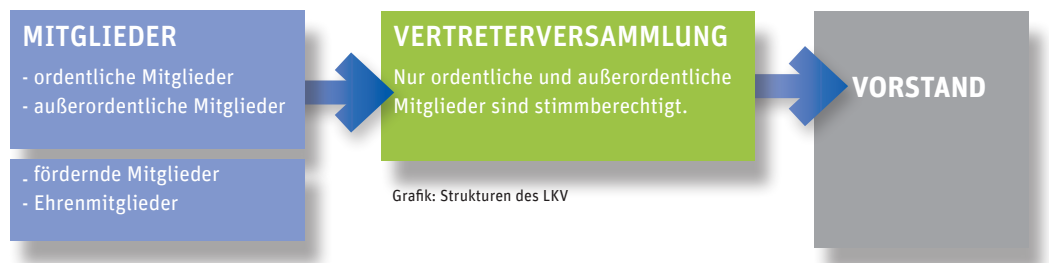 MITGLIEDER
- ordentliche Mitglieder
- außerordentliche Mitglieder
- fördernde Mitglieder
- Ehrenmitglieder
VERTRETERVERSAMMLUNG
Nur ordentliche und außerordentliche
Mitglieder sind stimmberechtigt.
Grafik: Strukturen des LKV
VORSTAND